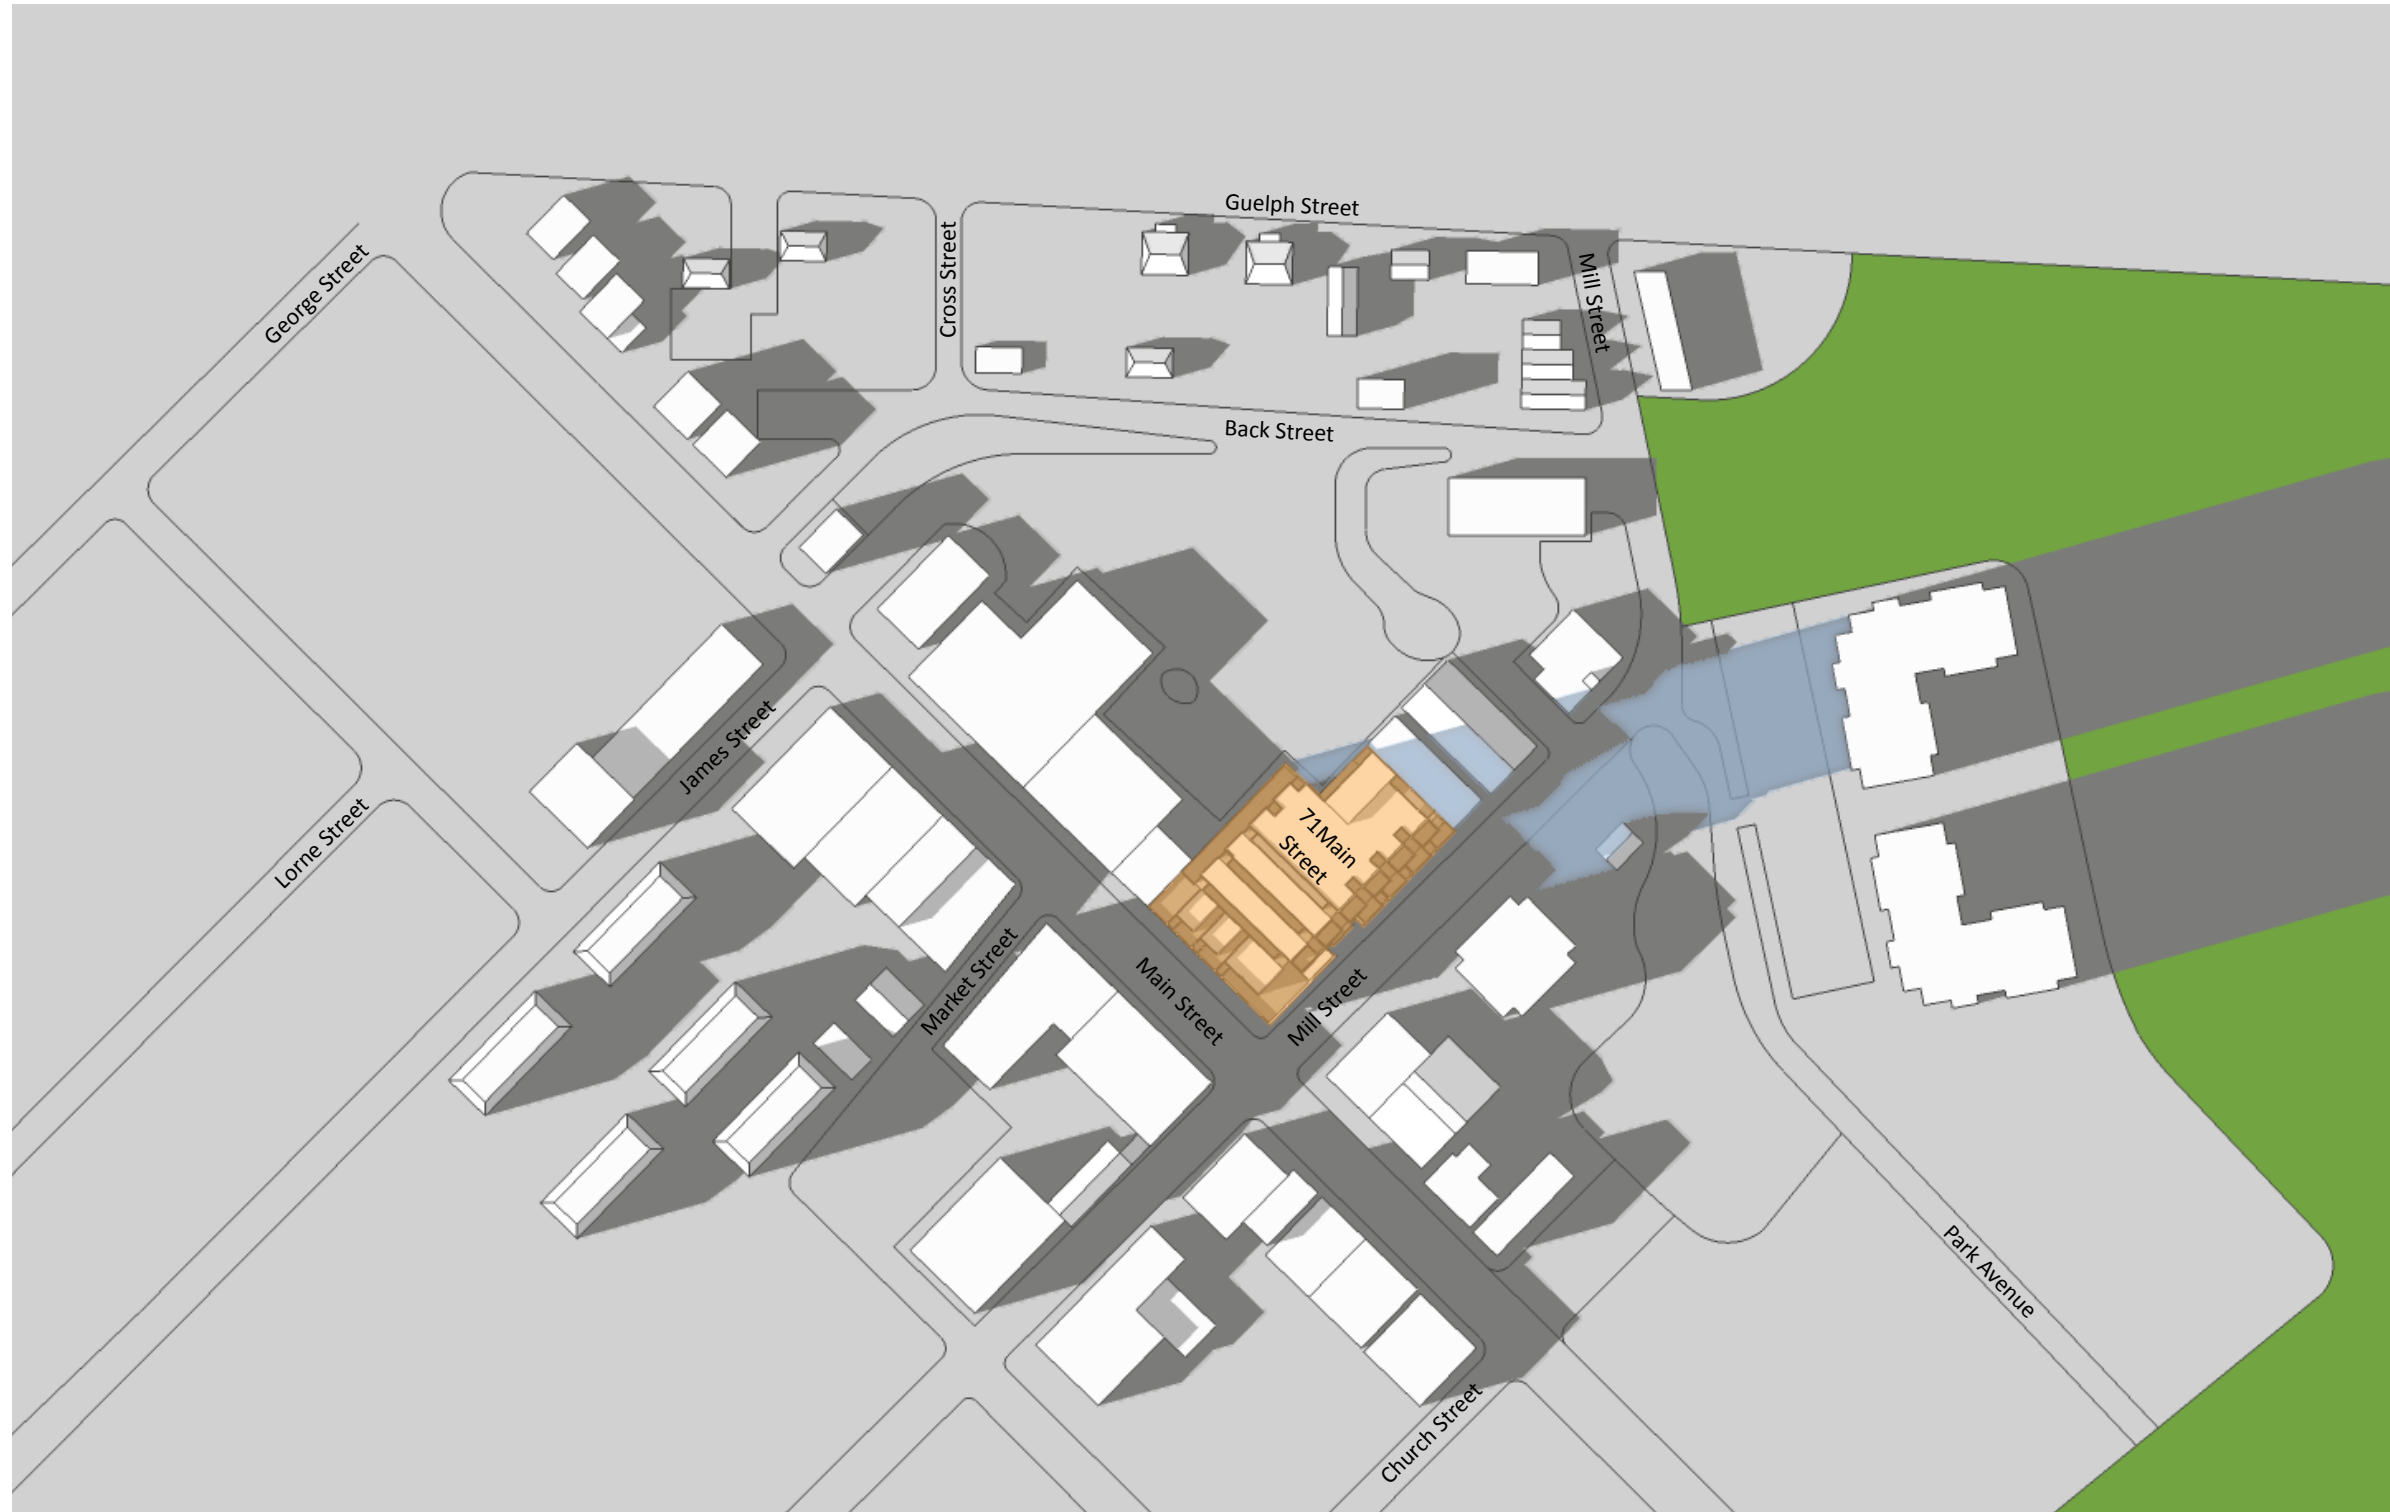 Guelph Street
George Street
Cross Street
Mill Street
Back Street
James Street
Lorne Street
71Main
Street
Market Street
Main Street
Mill Street
Park Avenue
Church Street